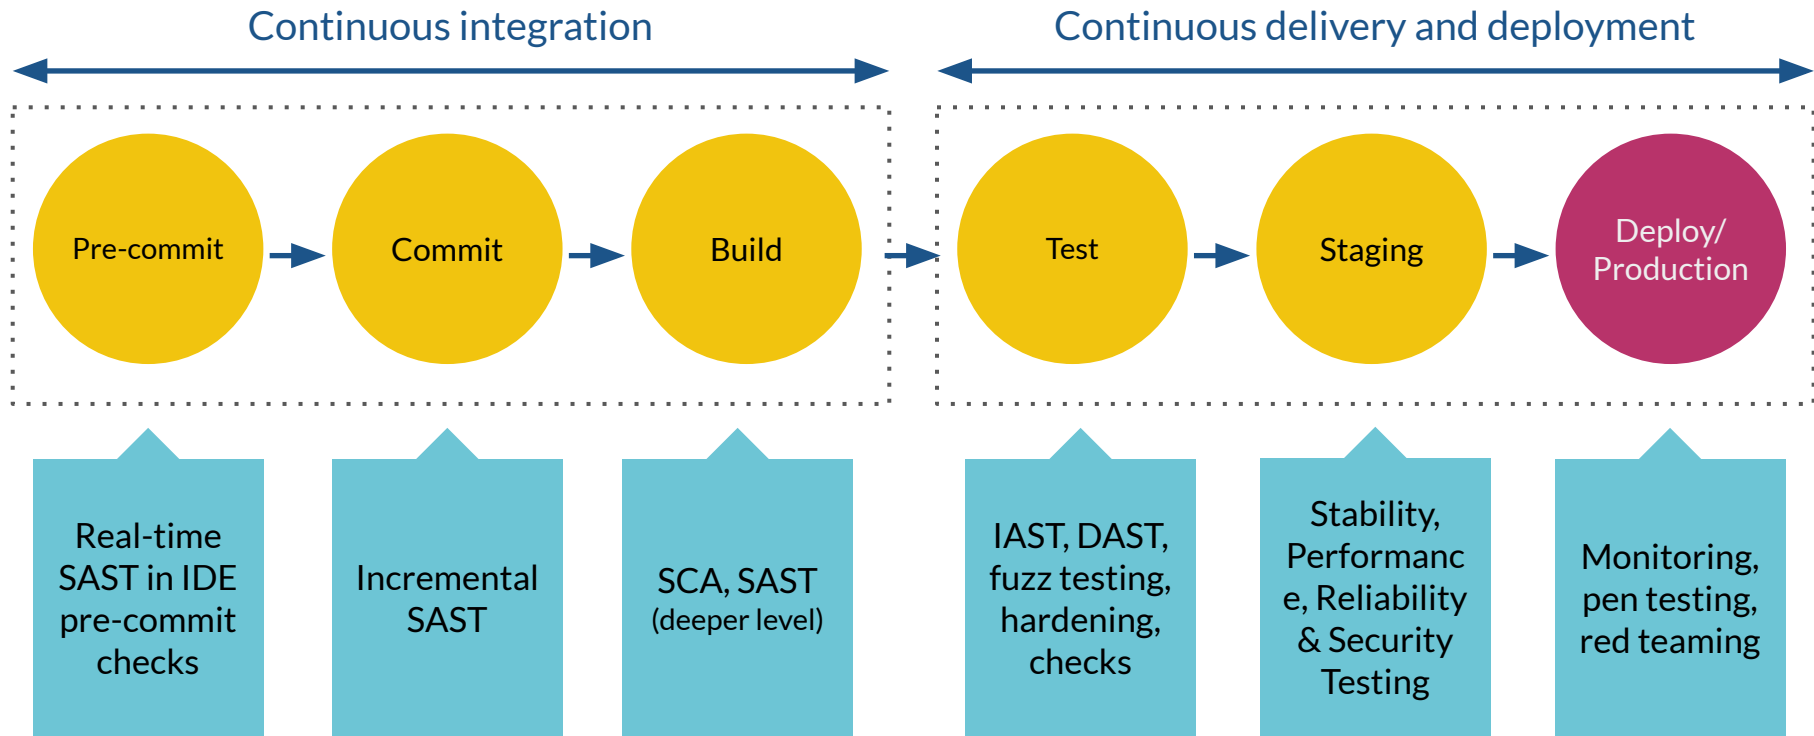 Continuous integration
Continuous delivery and deployment
Pre-commit
Commit
Build
Test
Staging
Deploy/
Production
Real-time
SAST in IDE
pre-commit
checks
Incremental
SAST
SCA, SAST
(deeper level)
IAST, DAST,
fuzz testing,
hardening,
checks
Stability,
Performanc
e, Reliability
& Security
Testing
Monitoring,
pen testing,
red teaming